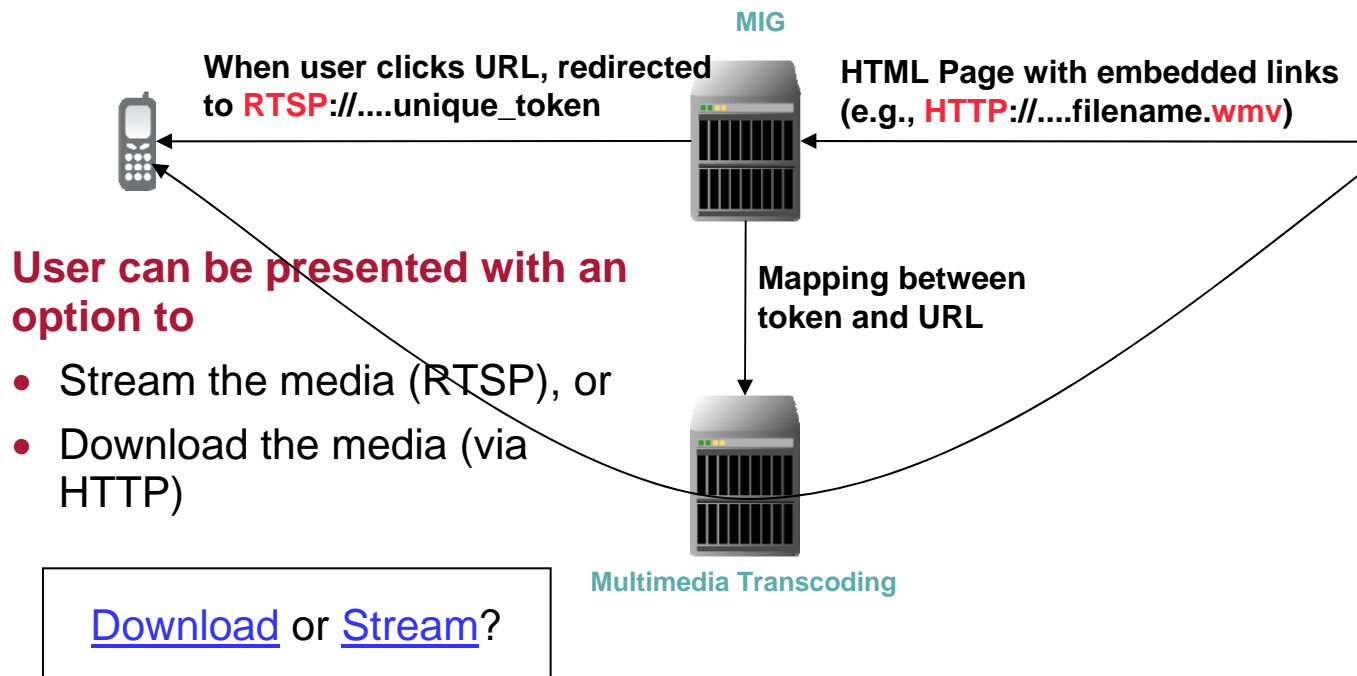 MIG
When user clicks URL, redirected
to RTSP://....unique_token
HTML Page with embedded links
(e.g., HTTP://....filename.wmv)
User can be presented with an
option to
• Stream the media (RTSP), or
• Download the media (via
HTTP)
Mapping between
token and URL
Multimedia Transcoding
Download or Stream?